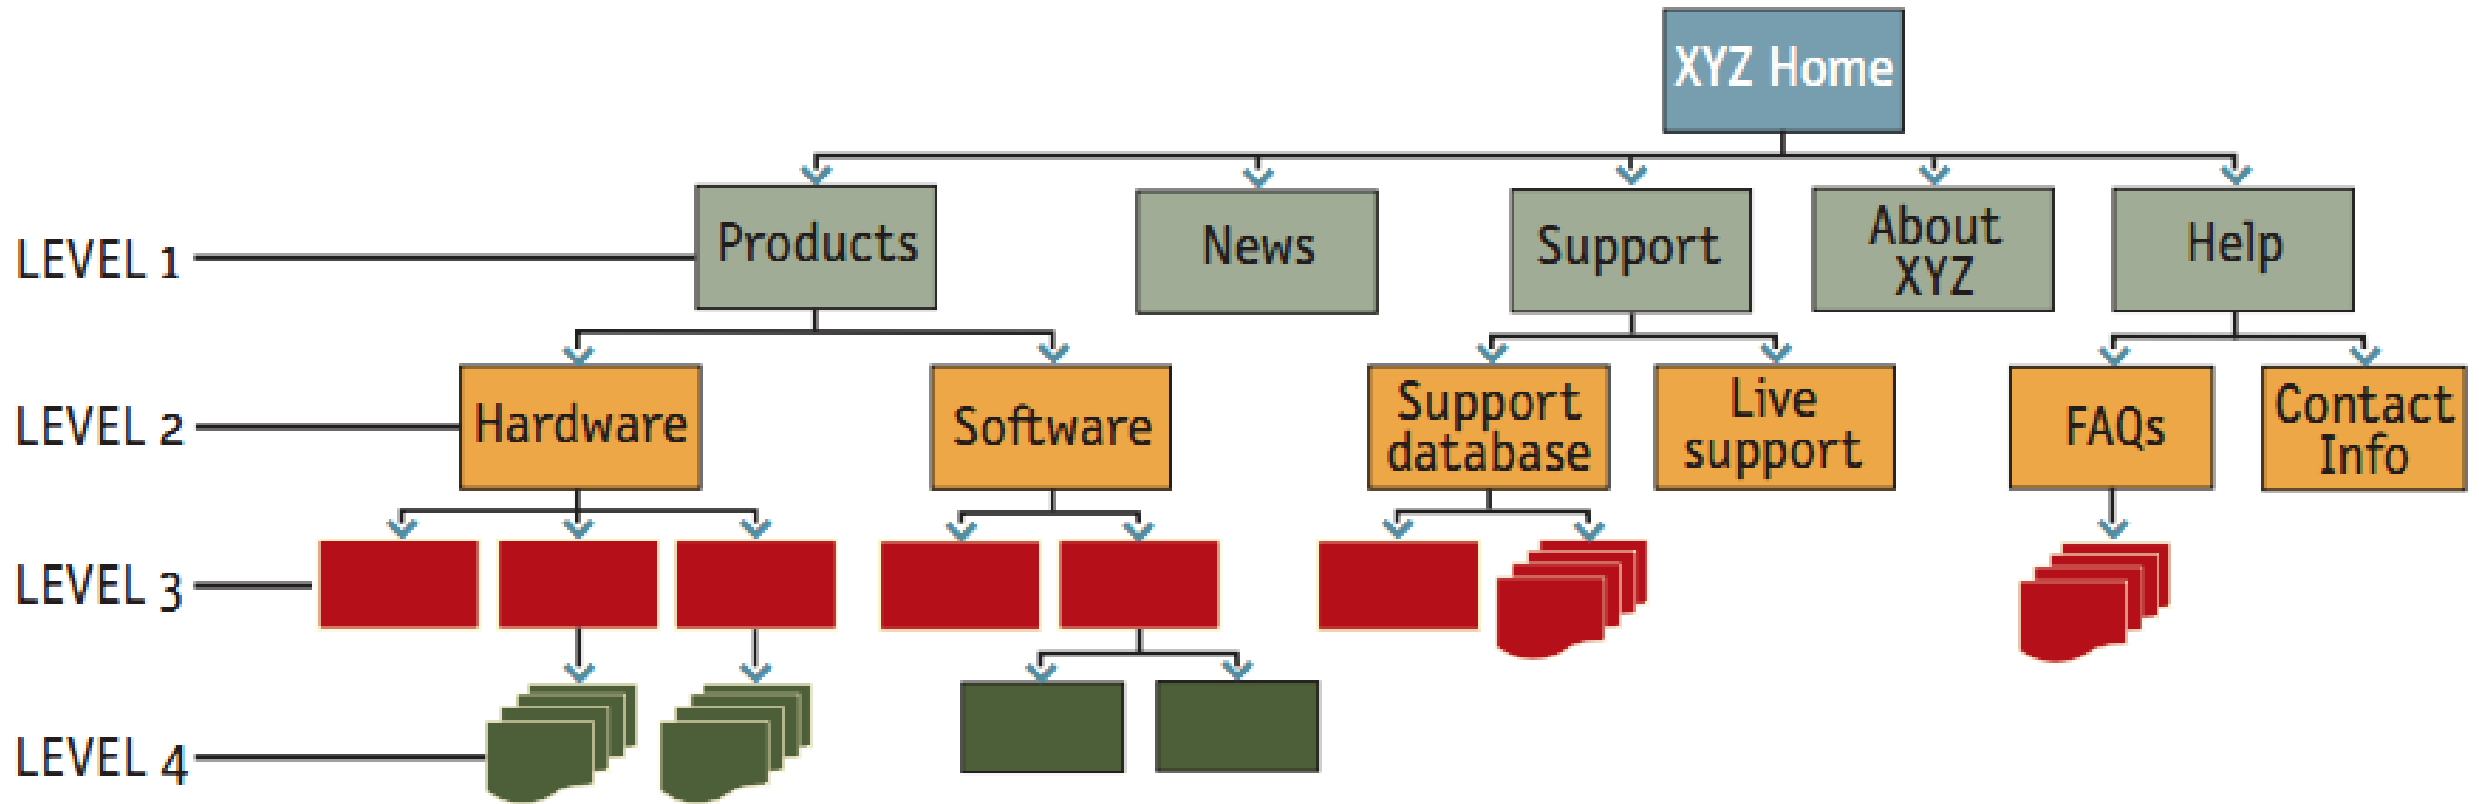 XYZ Home
LEVEL 1
Products
News
Support
About
XYZ
Help
LEVEL 2
Hardware
Software
Support
database
Live
support
FAQs
Contact
Info
LEVEL 3
LEVEL 4